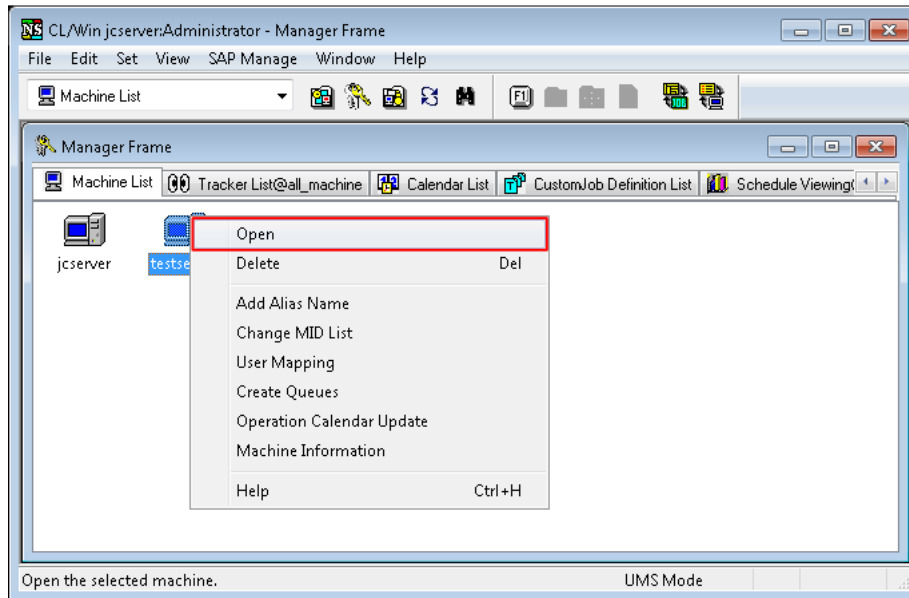 NS CL/Win jcserver:Administrator - Manager Frame
File Edit Set View SAP Manage Window Help
Machine List
F1
JOB
Manager Frame
Machine List Tracker List@all_machine Calendar List CustomJob Definition List Schedule Viewing(
jcserver
testse
Open
Delete Del
Add Alias Name
Change MID List
User Mapping
Create Queues
Operation Calendar Update
Machine Information
Help Ctrl+H
Open the selected machine. UMS Mode